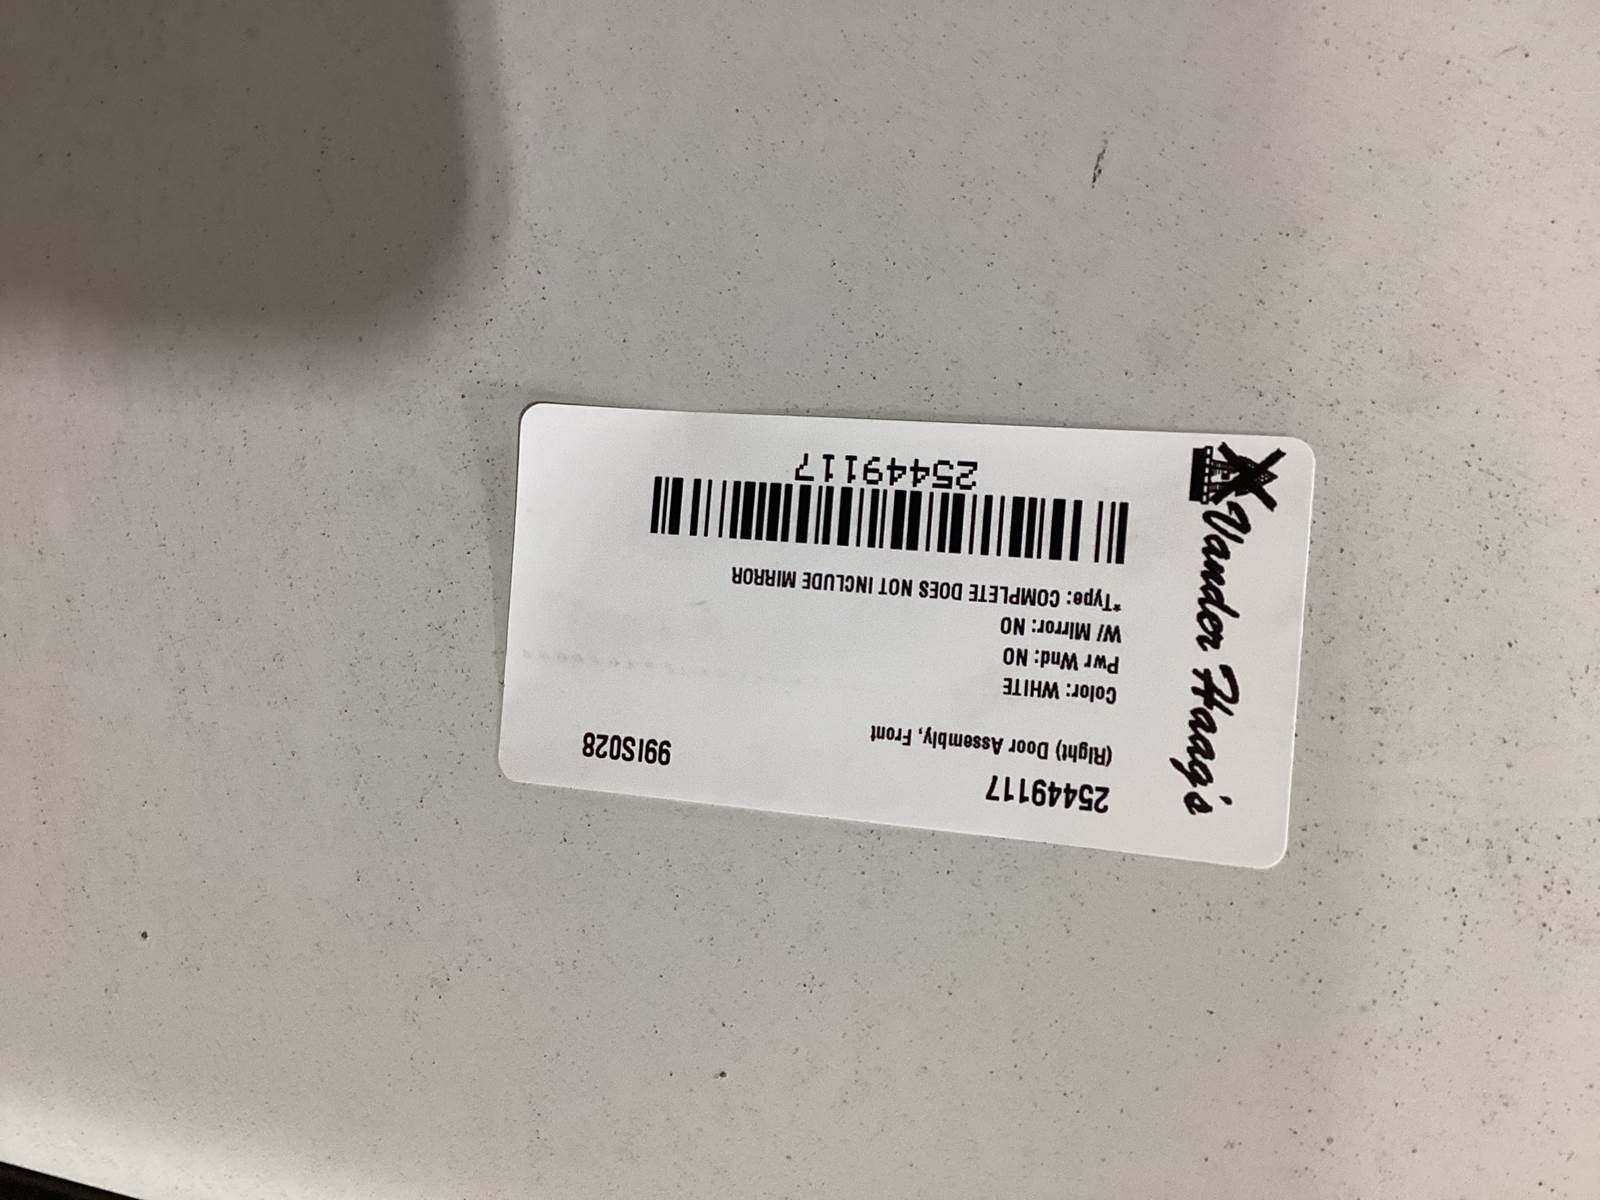 Vander Haag's
25449117
(Right) Door Assembly, Front
99IS028
Color: WHITE
Pwr Wnd: NO
W/ Mirror: NO
*Type: COMPLETE DOES NOT INCLUDE MIRROR
25449117